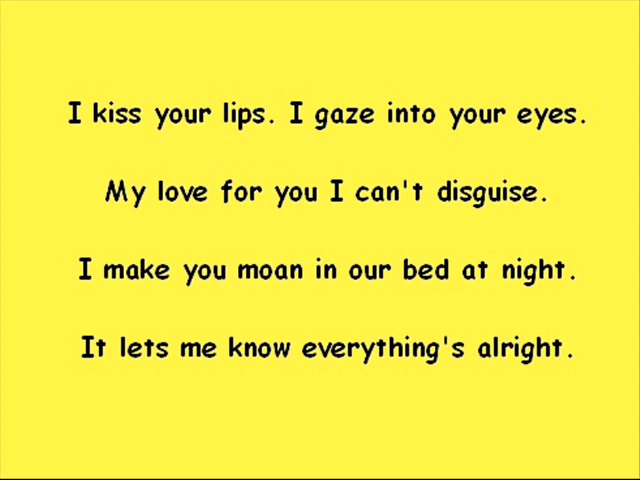 I kiss your lips. I gaze into your eyes.
My love for you I can't disguise.
I make you moan in our bed at night.
It lets me know everything's alright.